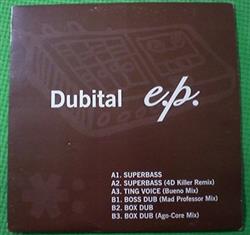 Dubital e.p.
A1. SUPERBASS
A2. SUPERBASS (4D Killer Remix)
A3. TING VOICE (Bueno Mix)
B1. BOSS DUB (Mad Professor Mix)
B2. BOX DUB
B3. BOX DUB (Ago-Core Mix)